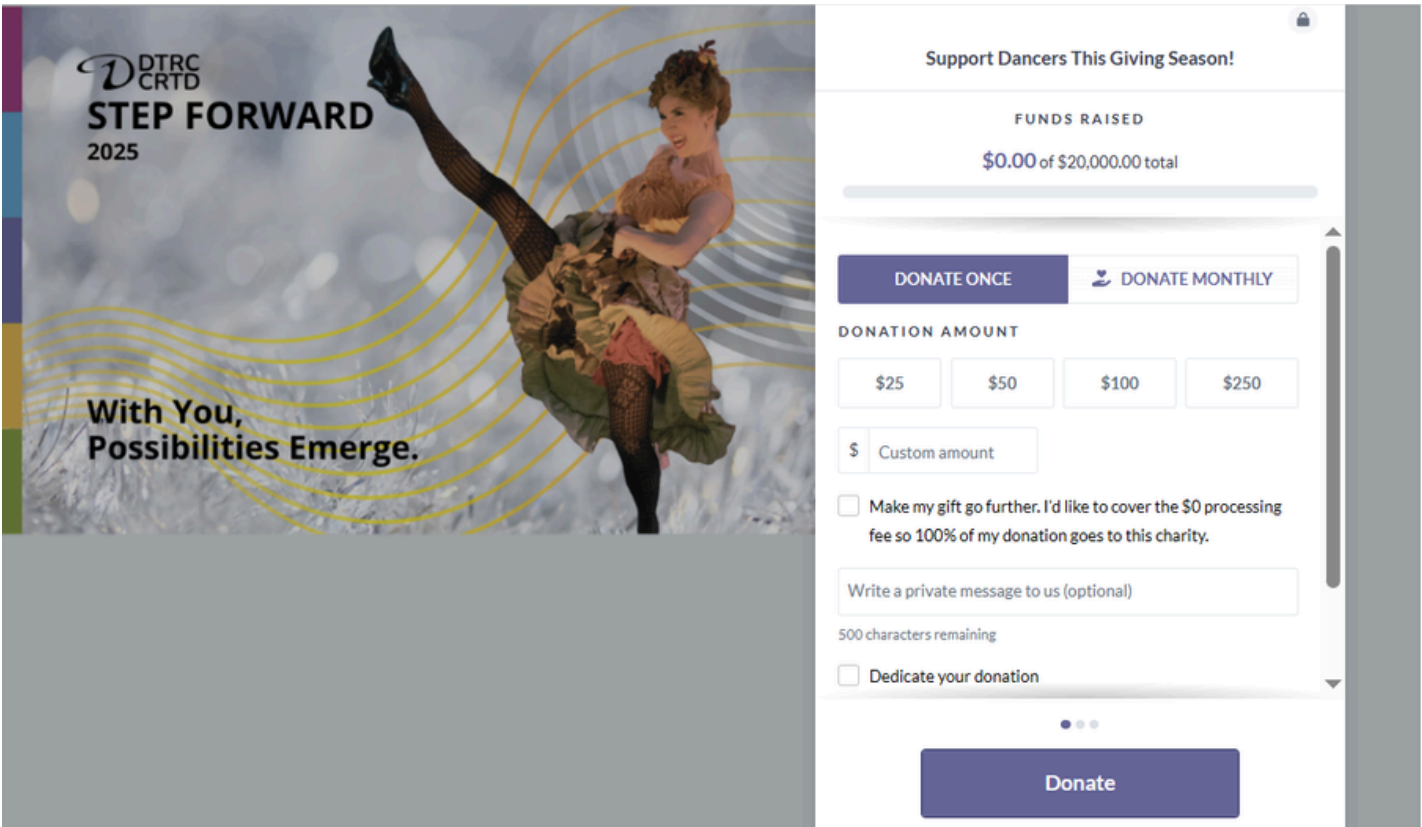 DTRC
CRTD
STEP FORWARD
2025
With You,
Possibilities Emerge.
Support Dancers This Giving Season!
FUNDS RAISED
$0.00 of $20,000.00 total
DONATE ONCE
DONATE MONTHLY
DONATION AMOUNT
$25 $50 $100 $250
$ Custom amount
Make my gift go further. I'd like to cover the $0 processing
fee so 100% of my donation goes to this charity.
Write a private message to us (optional)
500 characters remaining
Dedicate your donation
Donate